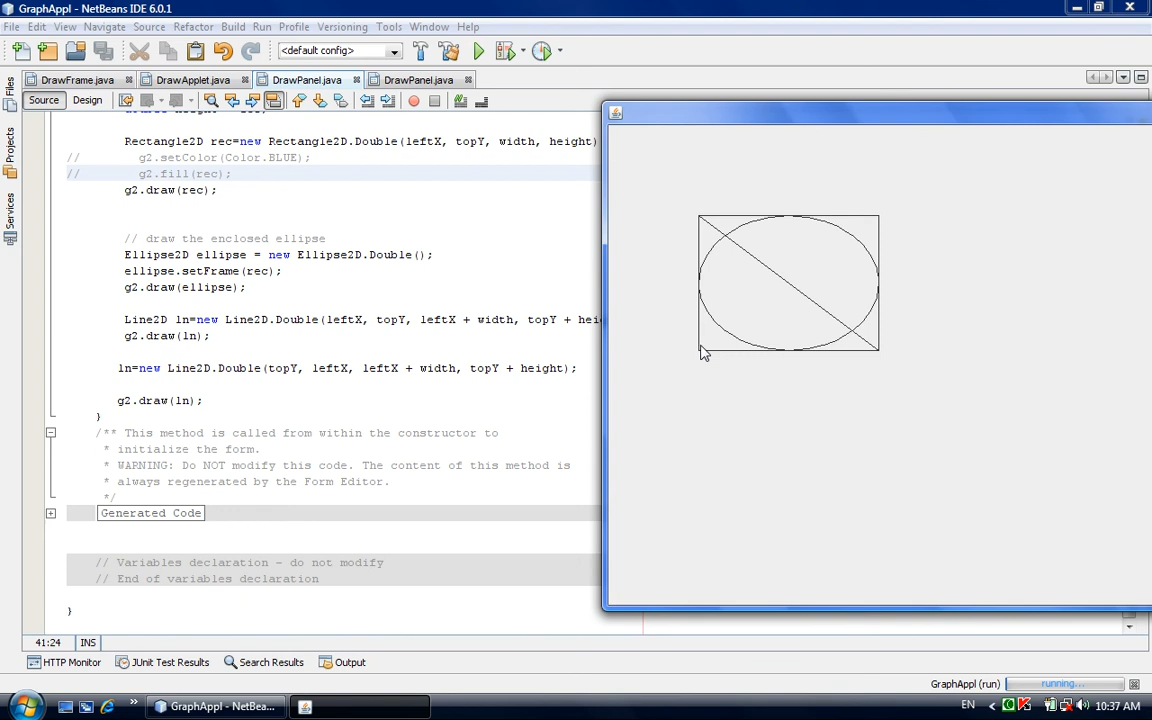 GraphAppl - NetBeans IDE 6.0.1
File Edit View Navigate Source Refactor Build Run Profile Versioning Tools Window Help
<default config>
DrawFrame.java DrawApplet.java DrawPanel.java DrawPanel.java
Source Design
Files
Projects
Services
Rectangle2D rec=new Rectangle2D.Double(leftX, topY, width, height)
// g2.setColor(Color.BLUE);
// g2.fill(rec);
g2.draw(rec);
// draw the enclosed ellipse
Ellipse2D ellipse = new Ellipse2D.Double();
ellipse.setFrame(rec);
g2.draw(ellipse);
Line2D ln=new Line2D.Double(leftX, topY, leftX + width, topY + hei
g2.draw(ln);
ln=new Line2D.Double(topY, leftX, leftX + width, topY + height);
g2.draw(ln);
}
/** This method is called from within the constructor to
* initialize the form.
* WARNING: Do NOT modify this code. The content of this method is
* always regenerated by the Form Editor.
*/
Generated Code
// Variables declaration - do not modify
// End of variables declaration
}
41:24 INS
HTTP Monitor JUnit Test Results Search Results Output
GraphAppl (run) running...
GraphAppl - NetBea... EN 10:37 AM